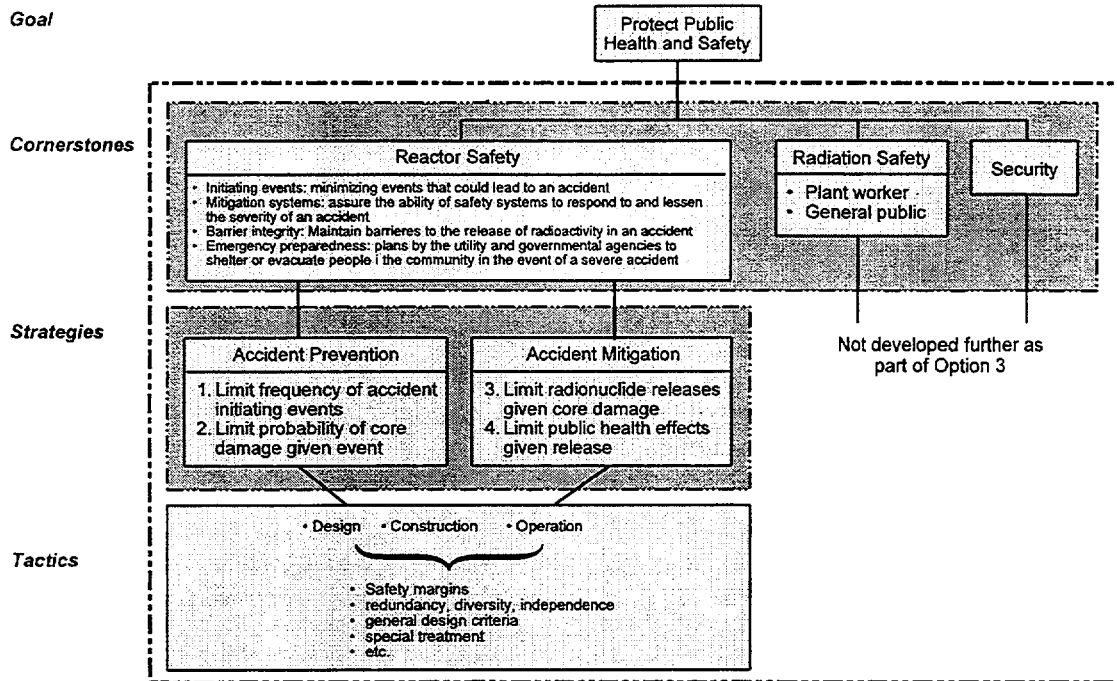 Goal
Protect Public
Health and Safety
Cornerstones
Reactor Safety
• Initiating events: minimizing events that could lead to an accident
• Mitigation systems: assure the ability of safety systems to respond to and lessen
the severity of an accident
• Barrier integrity: Maintain barrieres to the release of radioactivity in an accident
• Emergency preparedness: plans by the utility and governmental agencies to
shelter or evacuate people i the community in the event of a severe accident
Radiation Safety
• Plant worker
• General public
Security
Strategies
Accident Prevention
1. Limit frequency of accident
initiating events
2. Limit probability of core
damage given event
Accident Mitigation
3. Limit radionuclide releases
given core damage
4. Limit public health effects
given release
Not developed further as
part of Option 3
Tactics
• Design • Construction • Operation
• Safety margins
• redundancy, diversity, independence
• general design criteria
• special treatment
• etc.